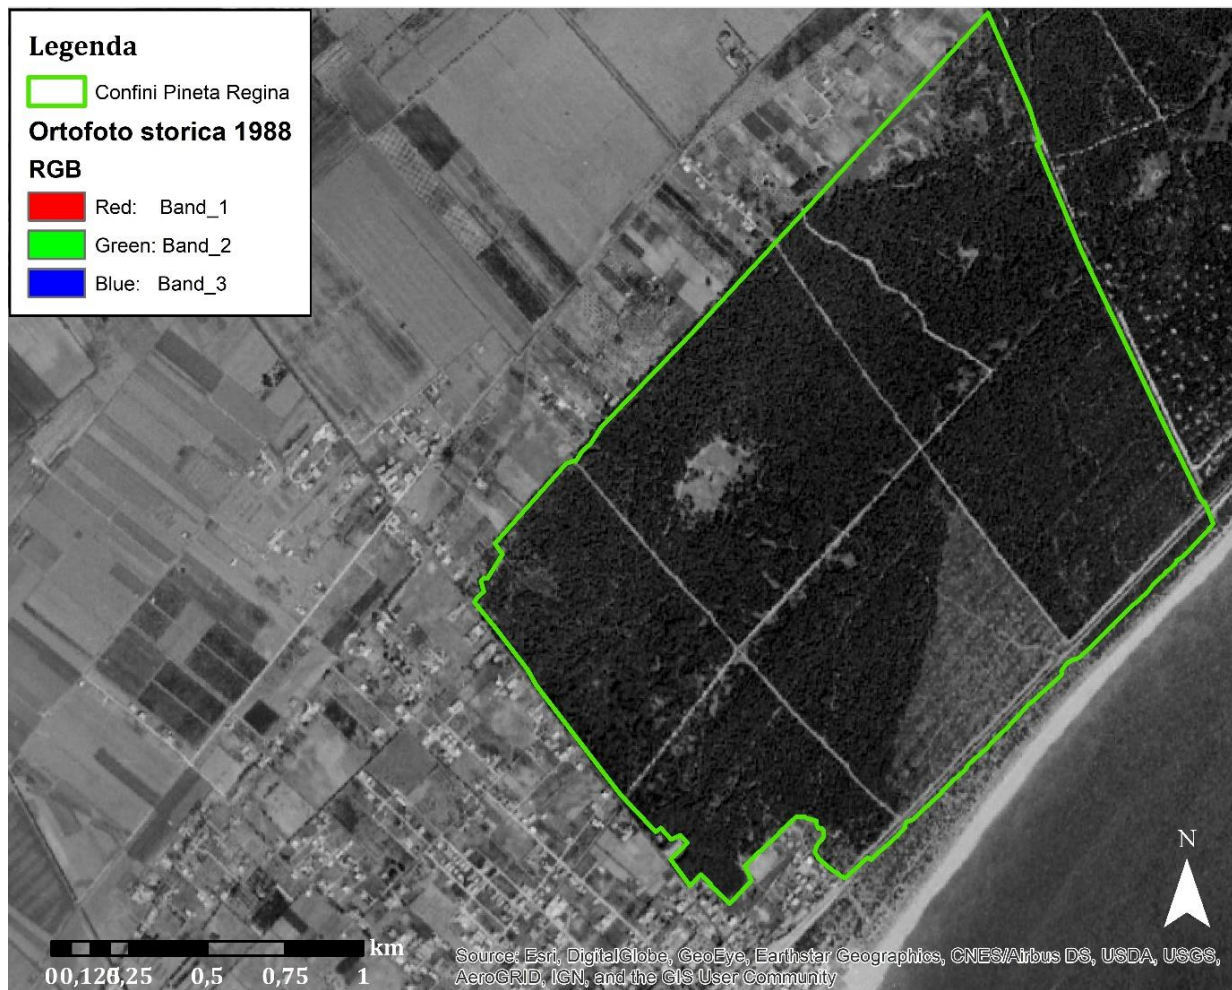 Legenda
Confini Pineta Regina
Ortofoto storica 1988
RGB
Red: Band_1
Green: Band_2
Blue: Band_3
N
km
0 0,125 0,25 0,5 0,75 1
Source: Esri, DigitalGlobe, GeoEye, Earthstar Geographics, CNES/Airbus DS, USDA, USGS,
AeroGRID, IGN, and the GIS User Community